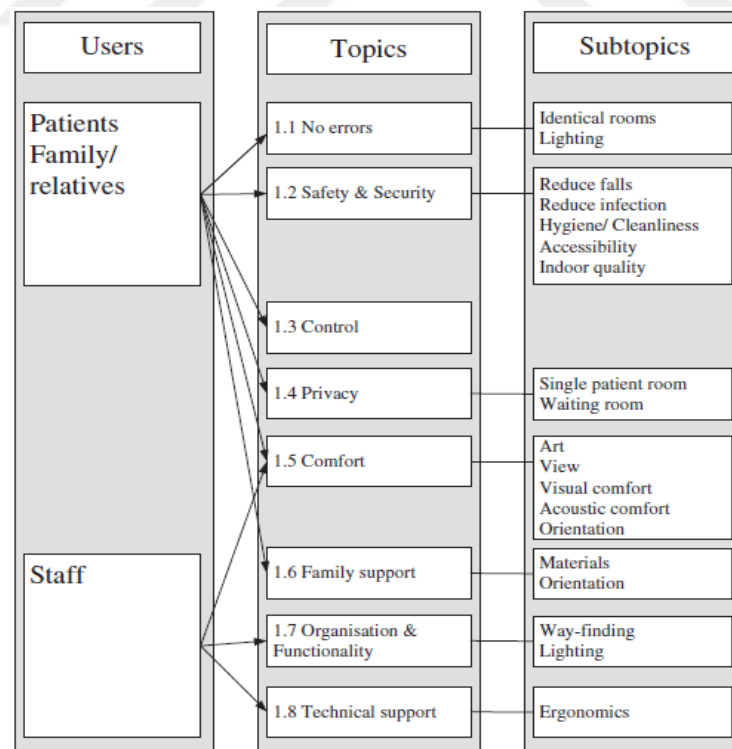 Users
Topics
Subtopics
Patients
Family/
relatives
1.1 No errors
Identical rooms
Lighting
1.2 Safety & Security
Reduce falls
Reduce infection
Hygiene/ Cleanliness
Accessibility
Indoor quality
1.3 Control
1.4 Privacy
Single patient room
Waiting room
1.5 Comfort
Art
View
Visual comfort
Acoustic comfort
Orientation
Staff
1.6 Family support
Materials
Orientation
1.7 Organisation &
Functionality
Way-finding
Lighting
1.8 Technical support
Ergonomics